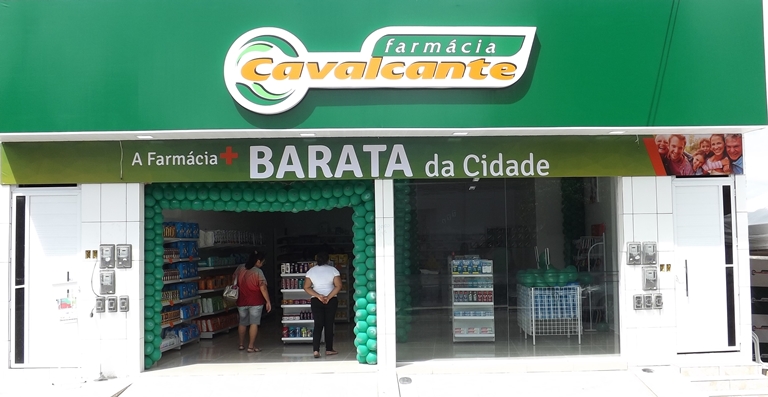 farmácia
Cavalcante
A Farmácia + BARATA da Cidade